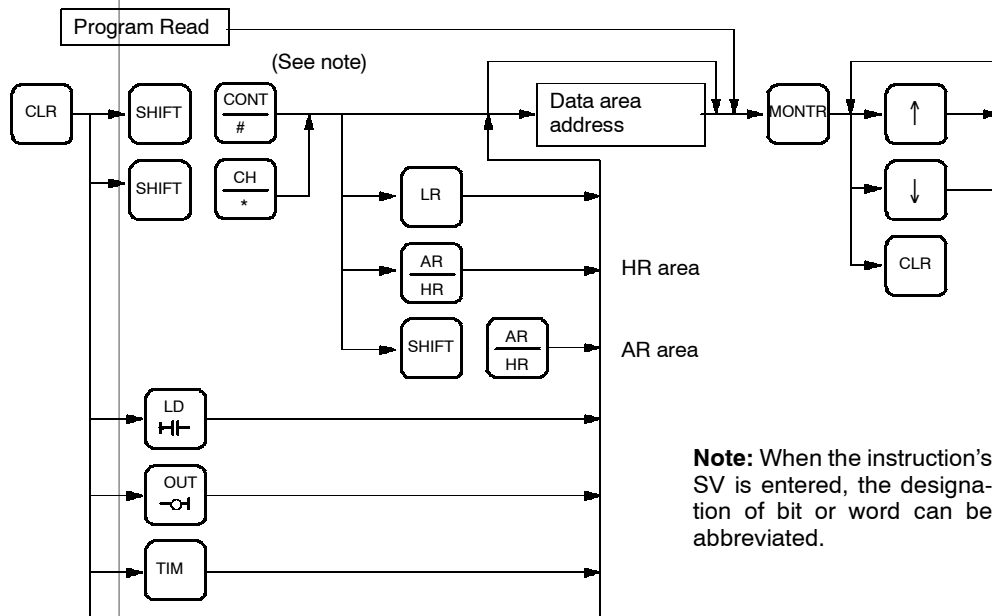 Program Read
(See note)
CLR
SHIFT
CONT
#
Data area
address
MONTR
↑
SHIFT
CH
*
LR
↓
AR
HR
HR area
CLR
SHIFT
AR
HR
AR area
LD
OUT
TIM
Note: When the instruction's
SV is entered, the designa-
tion of bit or word can be
abbreviated.